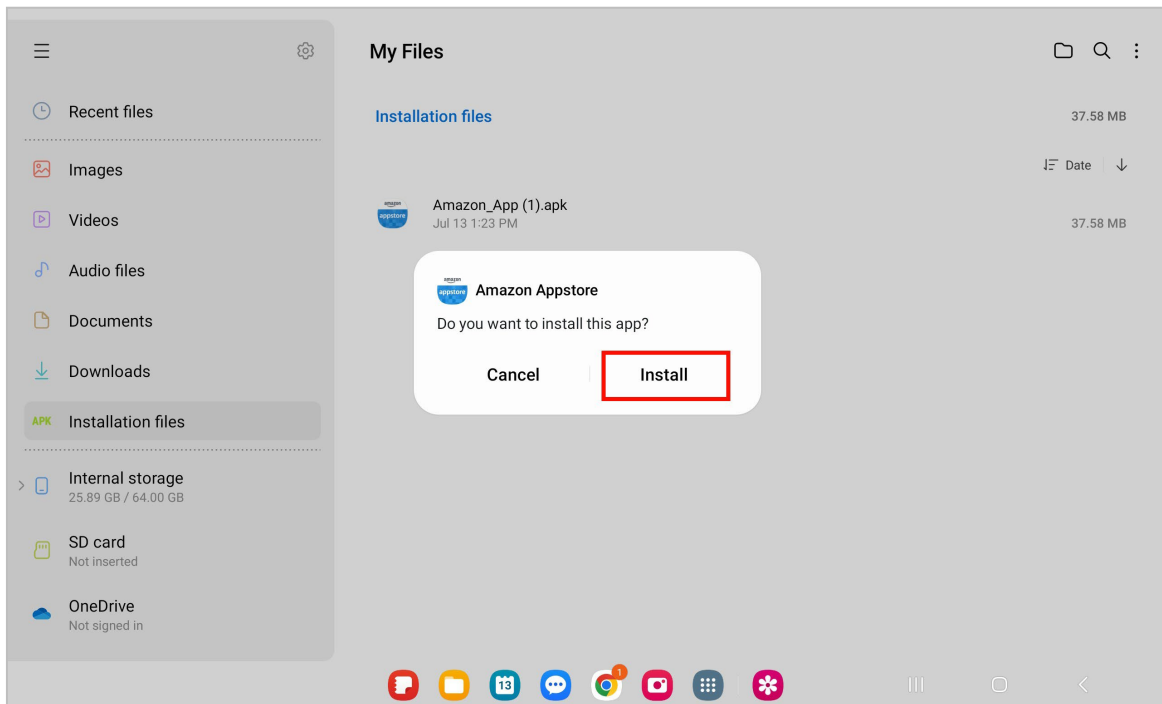 My Files
Recent files
Images
Videos
Audio files
Documents
Downloads
APK
Installation files
Internal storage
25.89 GB / 64.00 GB
SD card
Not inserted
OneDrive
Not signed in
Installation files
37.58 MB
Date
amazon
appstore
Amazon_App (1).apk
Jul 13 1:23 PM
37.58 MB
amazon
appstore
Amazon Appstore
Do you want to install this app?
Cancel
Install
13
1